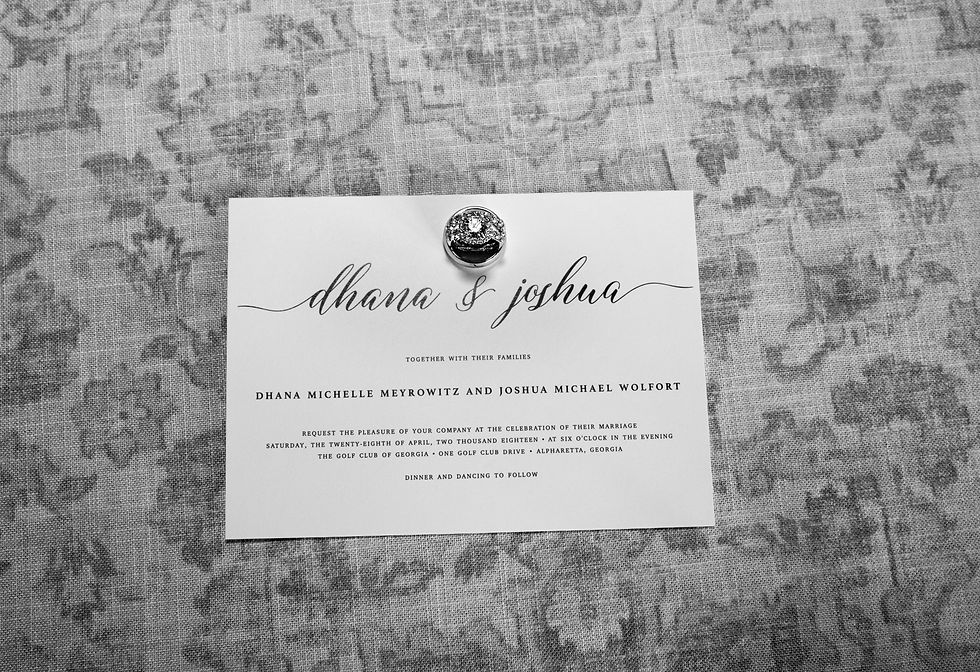 dhana & joshua
TOGETHER WITH THEIR FAMILIES
DHANA MICHELLE MEYROWITZ AND JOSHUA MICHAEL WOLFORT
REQUEST THE PLEASURE OF YOUR COMPANY AT THE CELEBRATION OF THEIR MARRIAGE
SATURDAY, THE TWENTY-EIGHTH OF APRIL, TWO THOUSAND EIGHTEEN • AT SIX O'CLOCK IN THE EVENING
THE GOLF CLUB OF GEORGIA • ONE GOLF CLUB DRIVE • ALPHARETTA, GEORGIA
DINNER AND DANCING TO FOLLOW